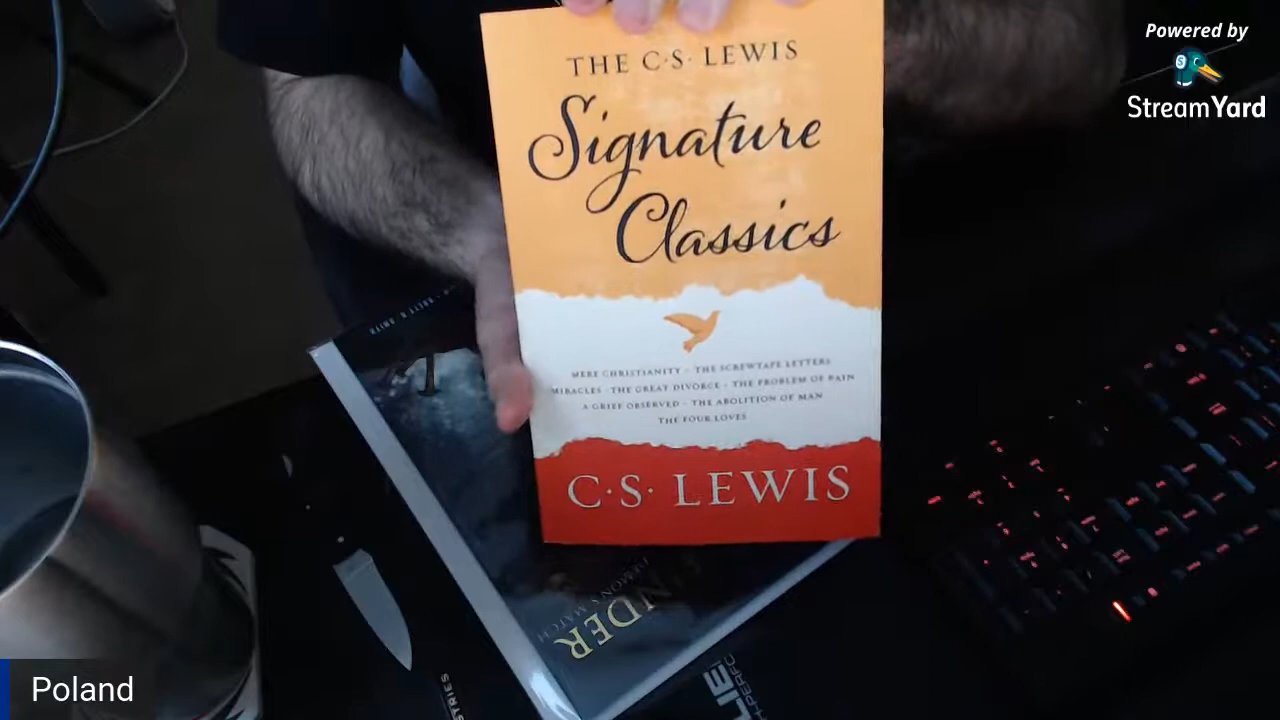 Powered by
StreamYard
THE C·S· LEWIS
Signature
Classics
MERE CHRISTIANITY · THE SCREWTAPE LETTERS
MIRACLES · THE GREAT DIVORCE · THE PROBLEM OF PAIN
A GRIEF OBSERVED · THE ABOLITION OF MAN
THE FOUR LOVES
C·S· LEWIS
Poland